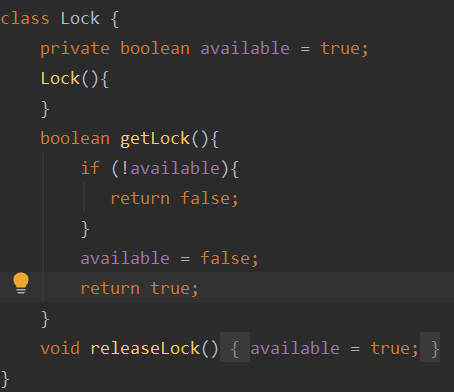 class Lock {
    private boolean available = true;
    Lock(){
    }
    boolean getLock(){
        if (!available){
           return false;
        }
        available = false;
        return true;
    }
    void releaseLock() { available = true; }
}